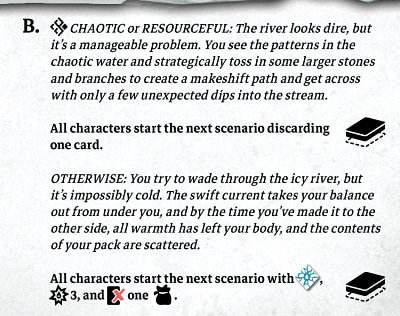 B. CHAOTIC or RESOURCEFUL: The river looks dire, but
it's a manageable problem. You see the patterns in the
chaotic water and strategically toss in some larger stones
and branches to create a makeshift path and get across
with only a few unexpected dips into the stream.
All characters start the next scenario discarding
one card.
OTHERWISE: You try to wade through the icy river, but
it's impossibly cold. The swift current takes your balance
out from under you, and by the time you've made it to the
other side, all warmth has left your body, and the contents
of your pack are scattered.
All characters start the next scenario with ,
3, and one .